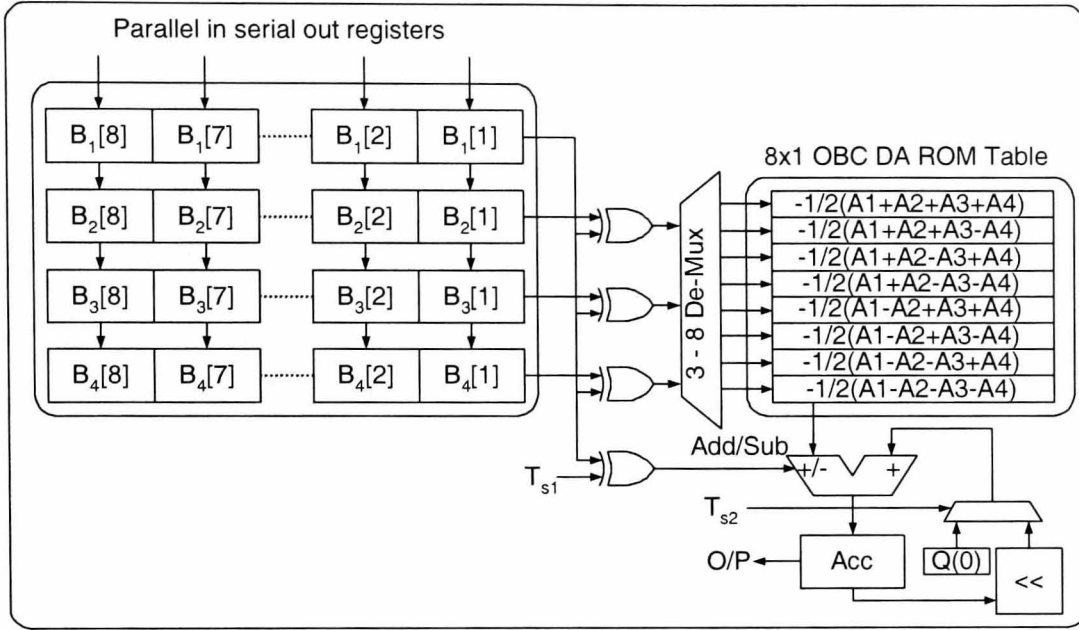 Parallel in serial out registers
B1[8] B1[7] B1[2] B1[1]
B2[8] B2[7] B2[2] B2[1]
B3[8] B3[7] B3[2] B3[1]
B4[8] B4[7] B4[2] B4[1]
3 - 8 De-Mux
8x1 OBC DA ROM Table
-1/2(A1+A2+A3+A4)
-1/2(A1+A2+A3-A4)
-1/2(A1+A2-A3+A4)
-1/2(A1+A2-A3-A4)
-1/2(A1-A2+A3+A4)
-1/2(A1-A2+A3-A4)
-1/2(A1-A2-A3+A4)
-1/2(A1-A2-A3-A4)
Add/Sub
+/- +
Ts1
Ts2
O/P
Acc
Q(0)
<<